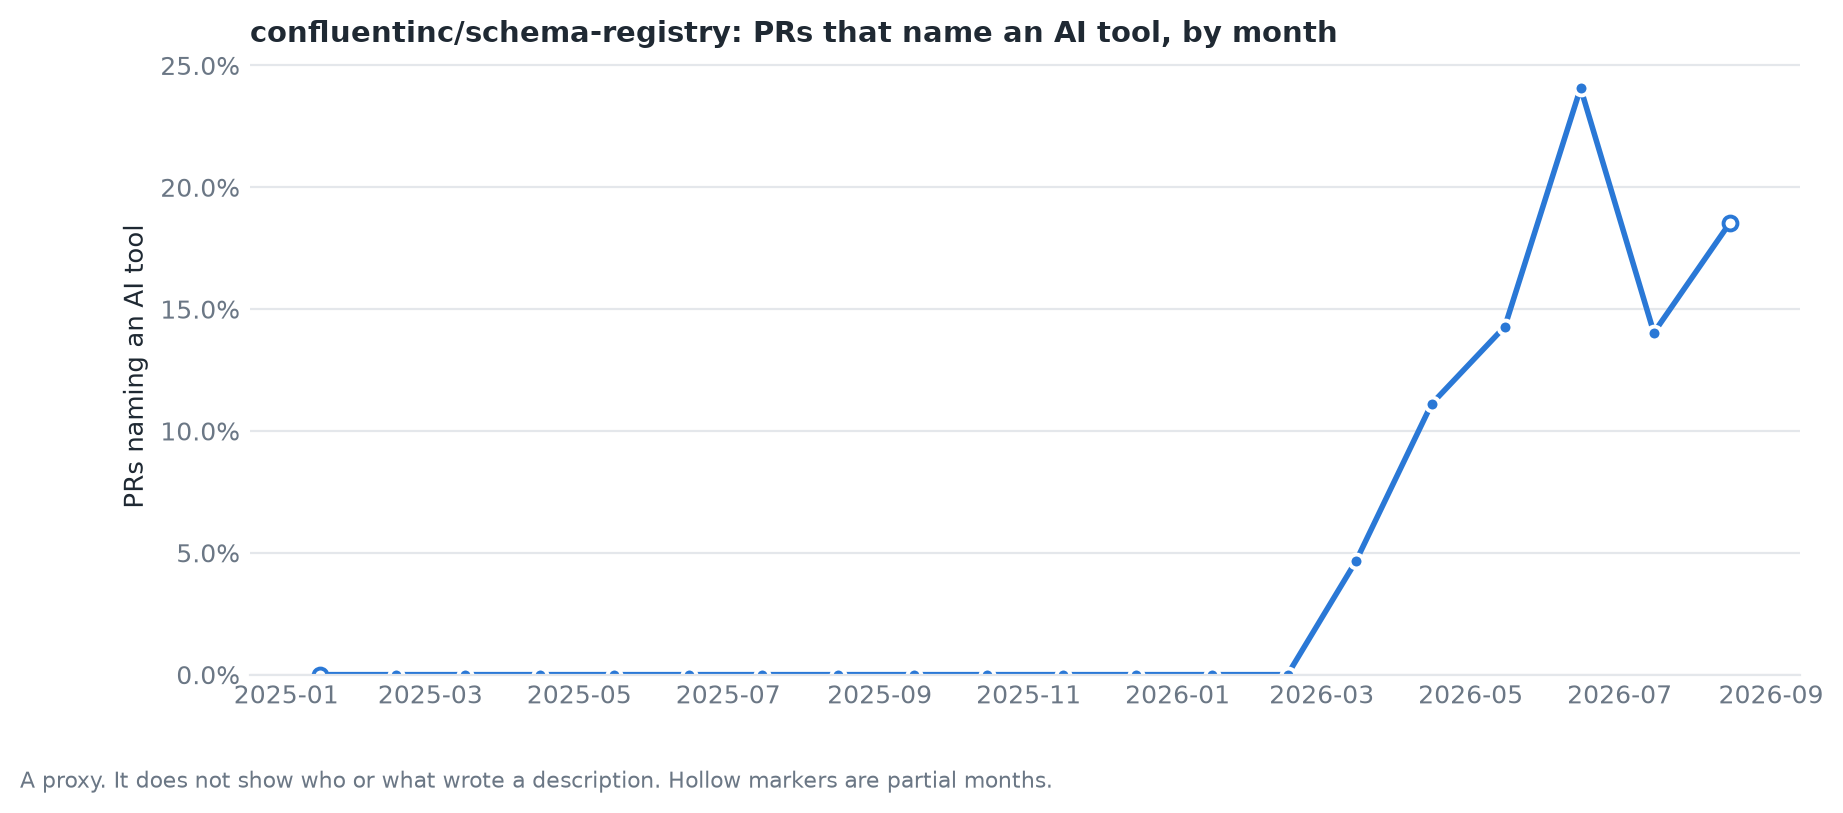 confluentinc/schema-registry: PRs that name an AI tool, by month
25.0%
20.0%
15.0%
10.0%
5.0%
0.0%
PRs naming an AI tool
2025-01 2025-03 2025-05 2025-07 2025-09 2025-11 2026-01 2026-03 2026-05 2026-07 2026-09
A proxy. It does not show who or what wrote a description. Hollow markers are partial months.